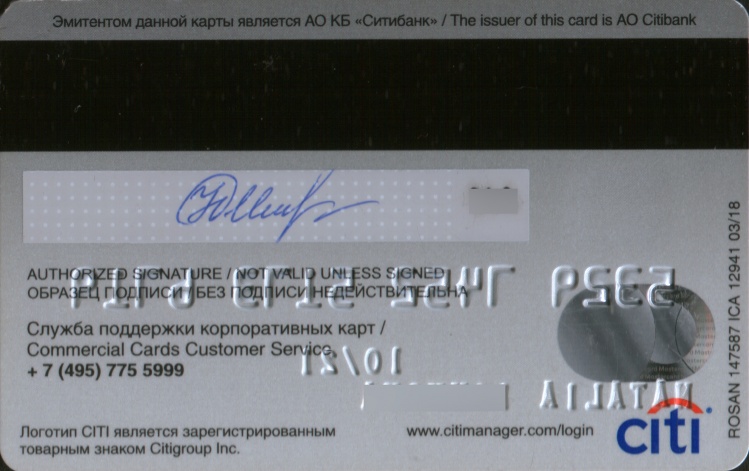 Эмитентом данной карты является АО КБ «Ситибанк» / The issuer of this card is AO Citibank
AUTHORIZED SIGNATURE / NOT VALID UNLESS SIGNED
ОБРАЗЕЦ ПОДПИСИ / БЕЗ ПОДПИСИ НЕДЕЙСТВИТЕЛЬНА
Служба поддержки корпоративных карт /
Commercial Cards Customer Service
+ 7 (495) 775 5999
10/21
NATALIA
Логотип CITI является зарегистрированным
товарным знаком Citigroup Inc.
www.citimanager.com/login
citi
ROSAN 147587 ICA 12941 03/18